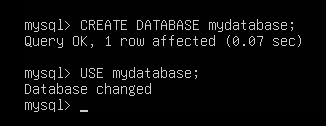 mysql> CREATE DATABASE mydatabase;
Query OK, 1 row affected (0.07 sec)
mysql> USE mydatabase;
Database changed
mysql> _